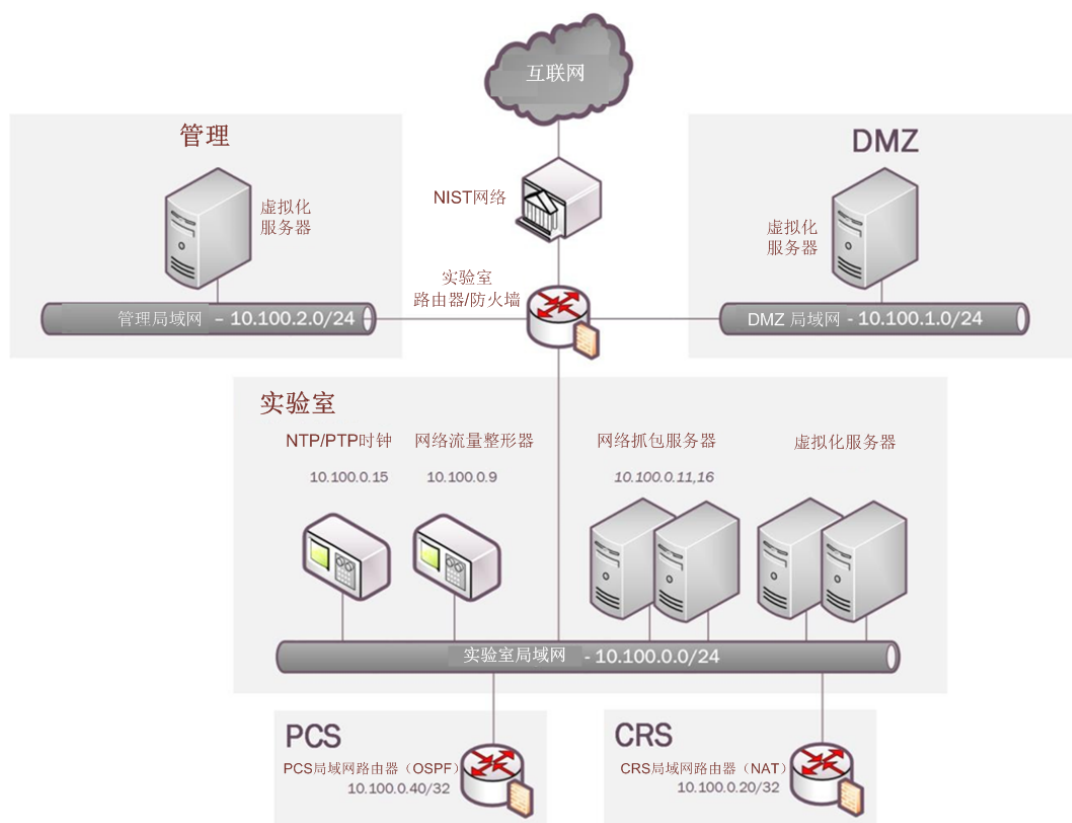 互联网
管理
DMZ
NIST网络
虚拟化
服务器
虚拟化
服务器
实验室
路由器/防火墙
管理局域网 – 10.100.2.0/24
DMZ 局域网 - 10.100.1.0/24
实验室
NTP/PTP时钟
网络流量整形器
网络抓包服务器
虚拟化服务器
10.100.0.15
10.100.0.9
10.100.0.11,16
实验室局域网 - 10.100.0.0/24
PCS
PCS局域网路由器（OSPF）
10.100.0.40/32
CRS
CRS局域网路由器（NAT）
10.100.0.20/32